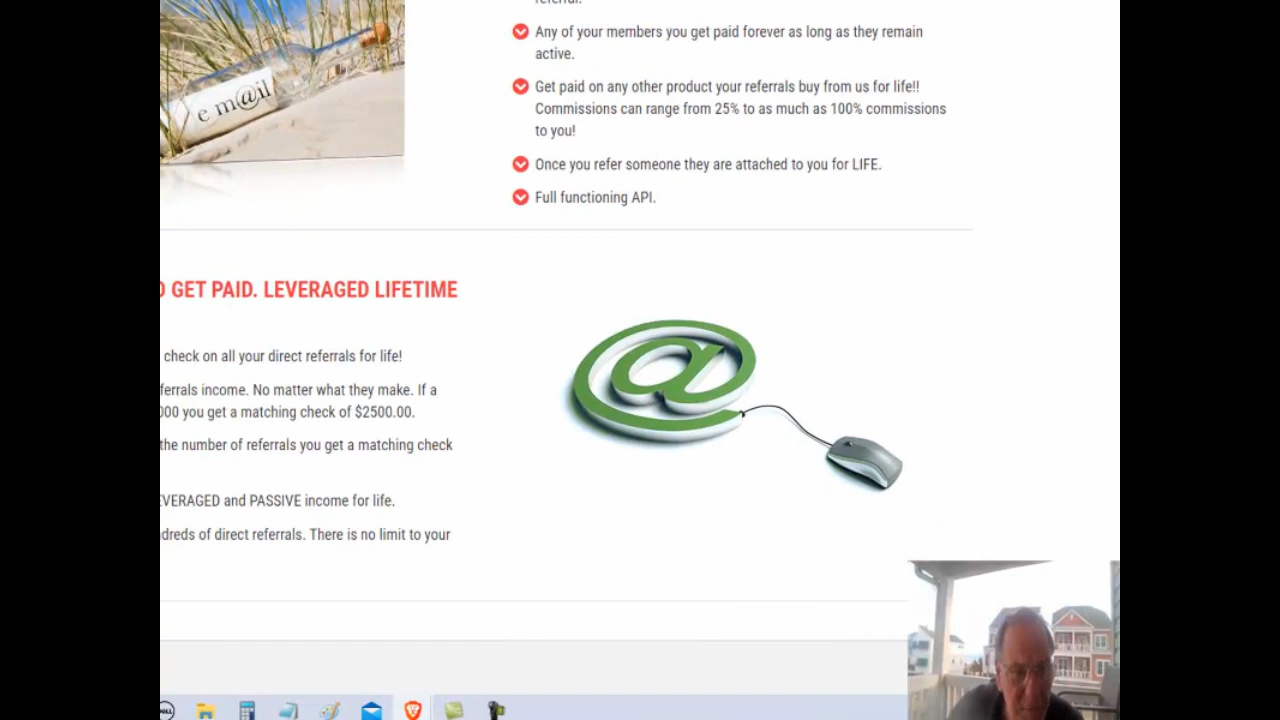 referral.
Any of your members you get paid forever as long as they remain
active.
Get paid on any other product your referrals buy from us for life!!
Commissions can range from 25% to as much as 100% commissions
to you!
Once you refer someone they are attached to you for LIFE.
Full functioning API.
e m@il
GET PAID. LEVERAGED LIFETIME
check on all your direct referrals for life!
ferrals income. No matter what they make. If a
000 you get a matching check of $2500.00.
the number of referrals you get a matching check
EVERAGED and PASSIVE income for life.
dreds of direct referrals. There is no limit to your
@
DELL